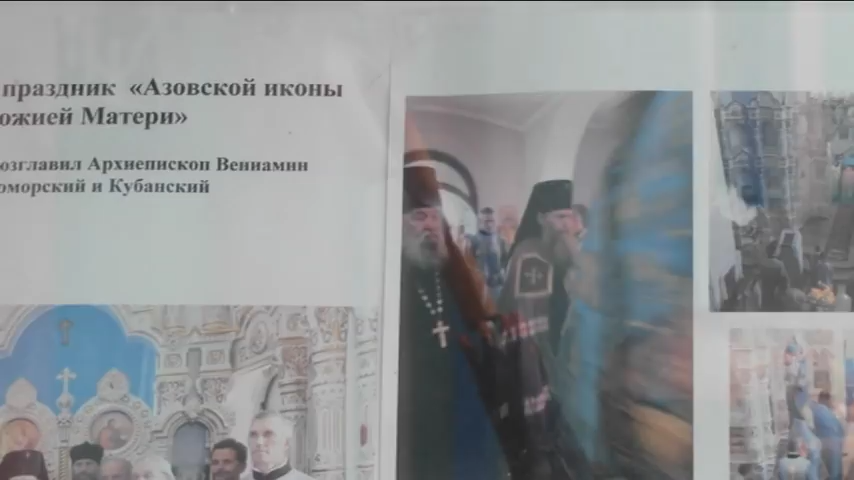 праздник «Азовской иконы
ожией Матери»
озглавил Архиепископ Вениамин
оморский и Кубанский